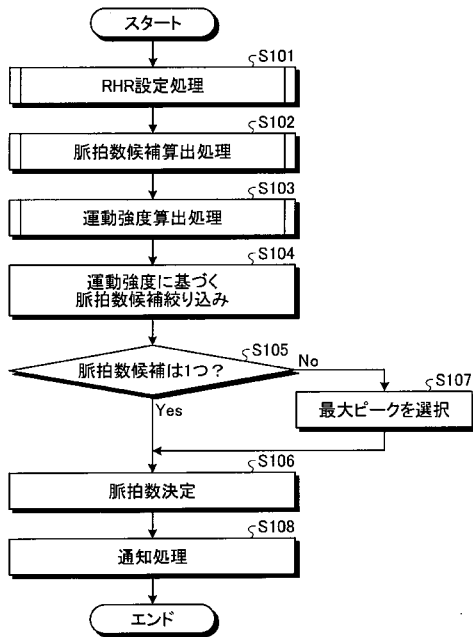 スタート
S101
RHR設定処理
S102
脈拍数候補算出処理
S103
運動強度算出処理
S104
運動強度に基づく
脈拍数候補絞り込み
S105
脈拍数候補は1つ?
No
Yes
S107
最大ピークを選択
S106
脈拍数決定
S108
通知処理
エンド